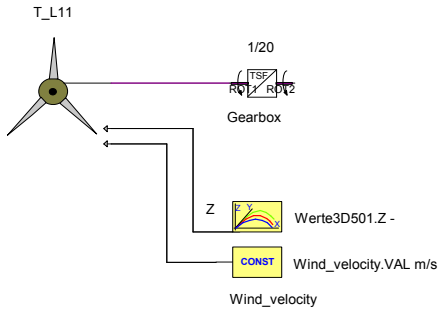 T_L11
1/20
TSF
ROT1 ROT2
Gearbox
Z
Z Y X
Werte3D501.Z -
CONST
Wind_velocity.VAL m/s
Wind_velocity